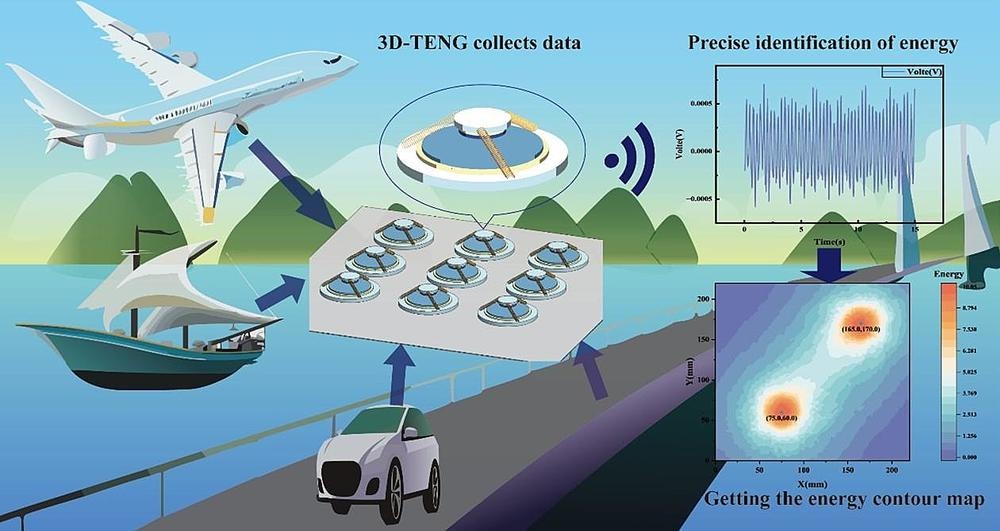 3D-TENG collects data
Precise identification of energy
Volte(V)
Volte(V)
0.0005
0.0000
-0.0005
0
5
10
15
Time(s)
Energy
8.794
7.538
6.281
5.025
3.769
2.513
1.256
0.000
200
150
100
50
0
Y(mm)
(165.0,170.0)
(75.0,60.0)
50
100
150
200
X(mm)
Getting the energy contour map